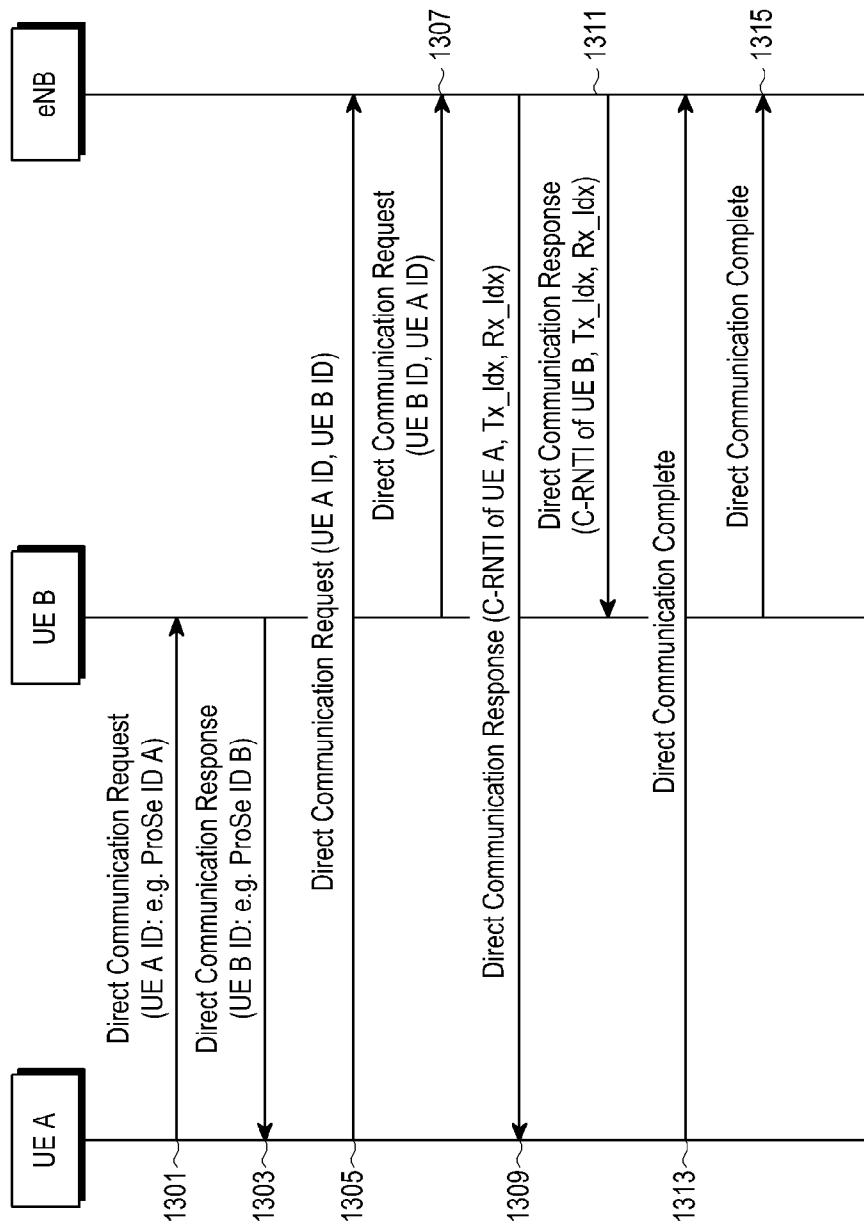 UE A
UE B
eNB
Direct Communication Request
(UE A ID: e.g. ProSe ID A)
1301
Direct Communication Response
(UE B ID: e.g. ProSe ID B)
1303
Direct Communication Request (UE A ID, UE B ID)
1305
Direct Communication Request
(UE B ID, UE A ID)
1307
Direct Communication Response (C-RNTI of UE A, Tx_Idx, Rx_Idx)
1309
Direct Communication Response
(C-RNTI of UE B, Tx_Idx, Rx_Idx)
1311
Direct Communication Complete
1313
Direct Communication Complete
1315